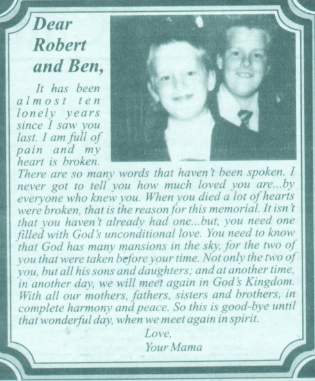 Dear
Robert
and Ben,
It has been
almost ten
lonely years
since I saw you
last. I am full of
pain and my
heart is broken.
There are so many words that haven't been spoken. I
never got to tell you how much loved you are...by
everyone who knew you. When you died a lot of hearts
were broken, that is the reason for this memorial. It isn't
that you haven't already had one...but, you need one
filled with God's unconditional love. You need to know
that God has many mansions in the sky, for the two of
you that were taken before your time. Not only the two of
you, but all his sons and daughters; and at another time,
in another day, we will meet again in God's Kingdom.
With all our mothers, fathers, sisters and brothers, in
complete harmony and peace. So this is good-bye until
that wonderful day, when we meet again in spirit.
Love,
Your Mama